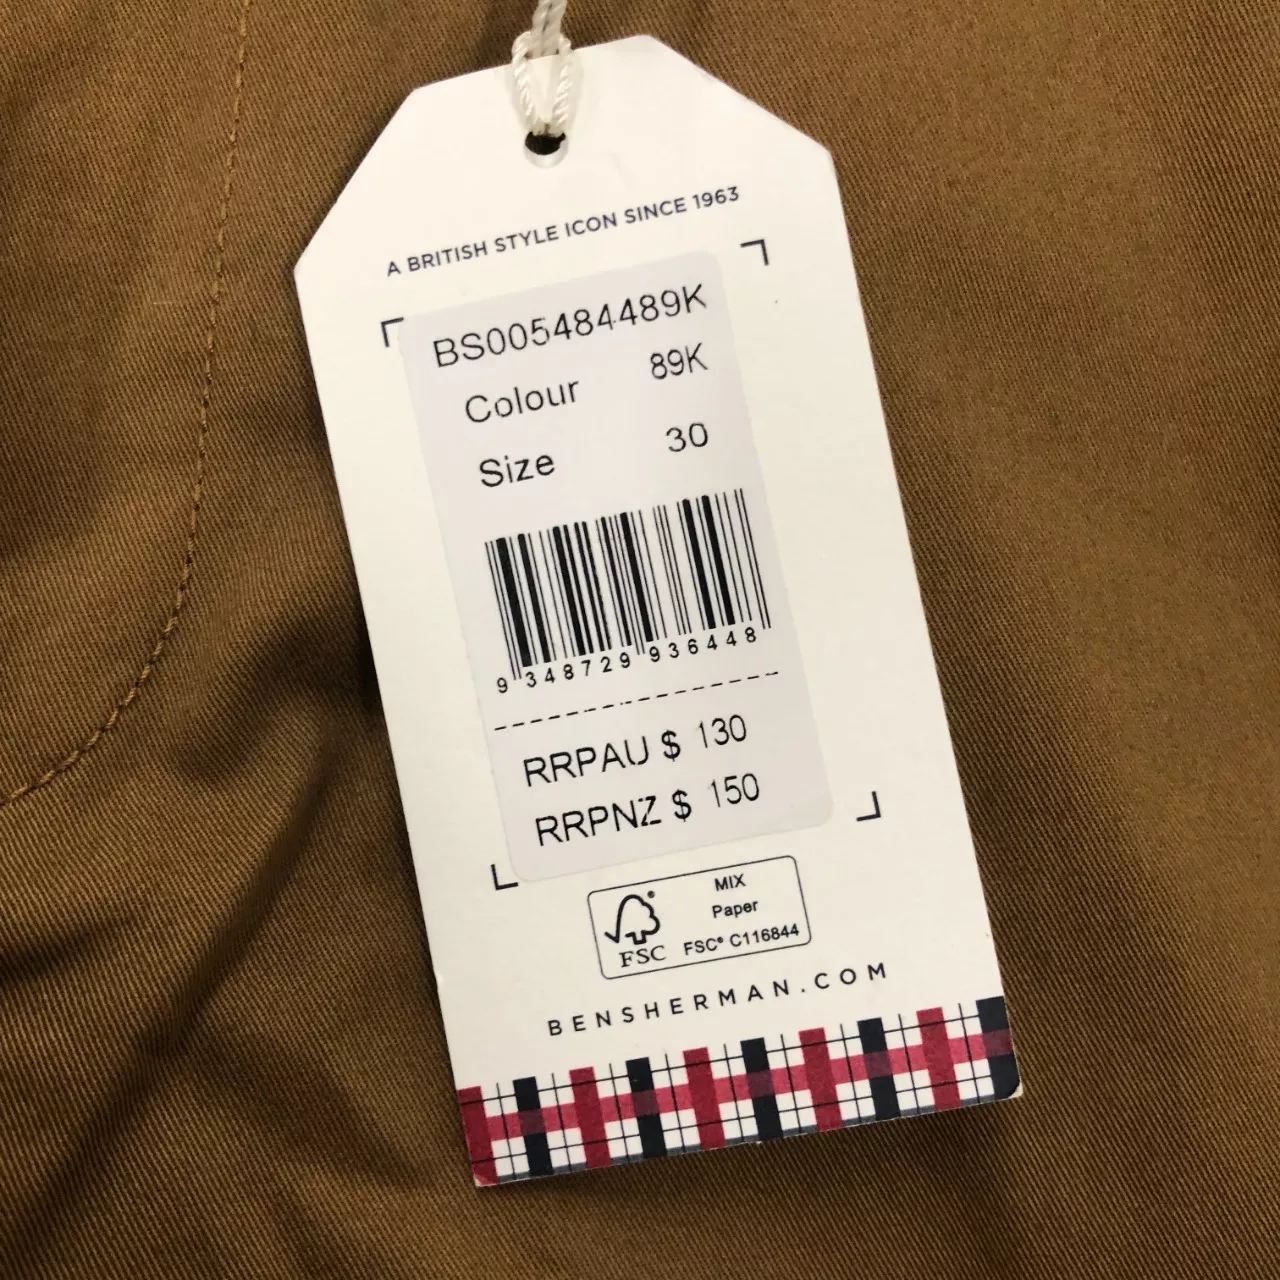 A BRITISH STYLE ICON SINCE 1963
BS005484489K
Colour 89K
Size 30
9 348729 936448
RRPAU $ 130
RRPNZ $ 150
MIX
Paper
FSC® C116844
FSC
BENSHERMAN.COM